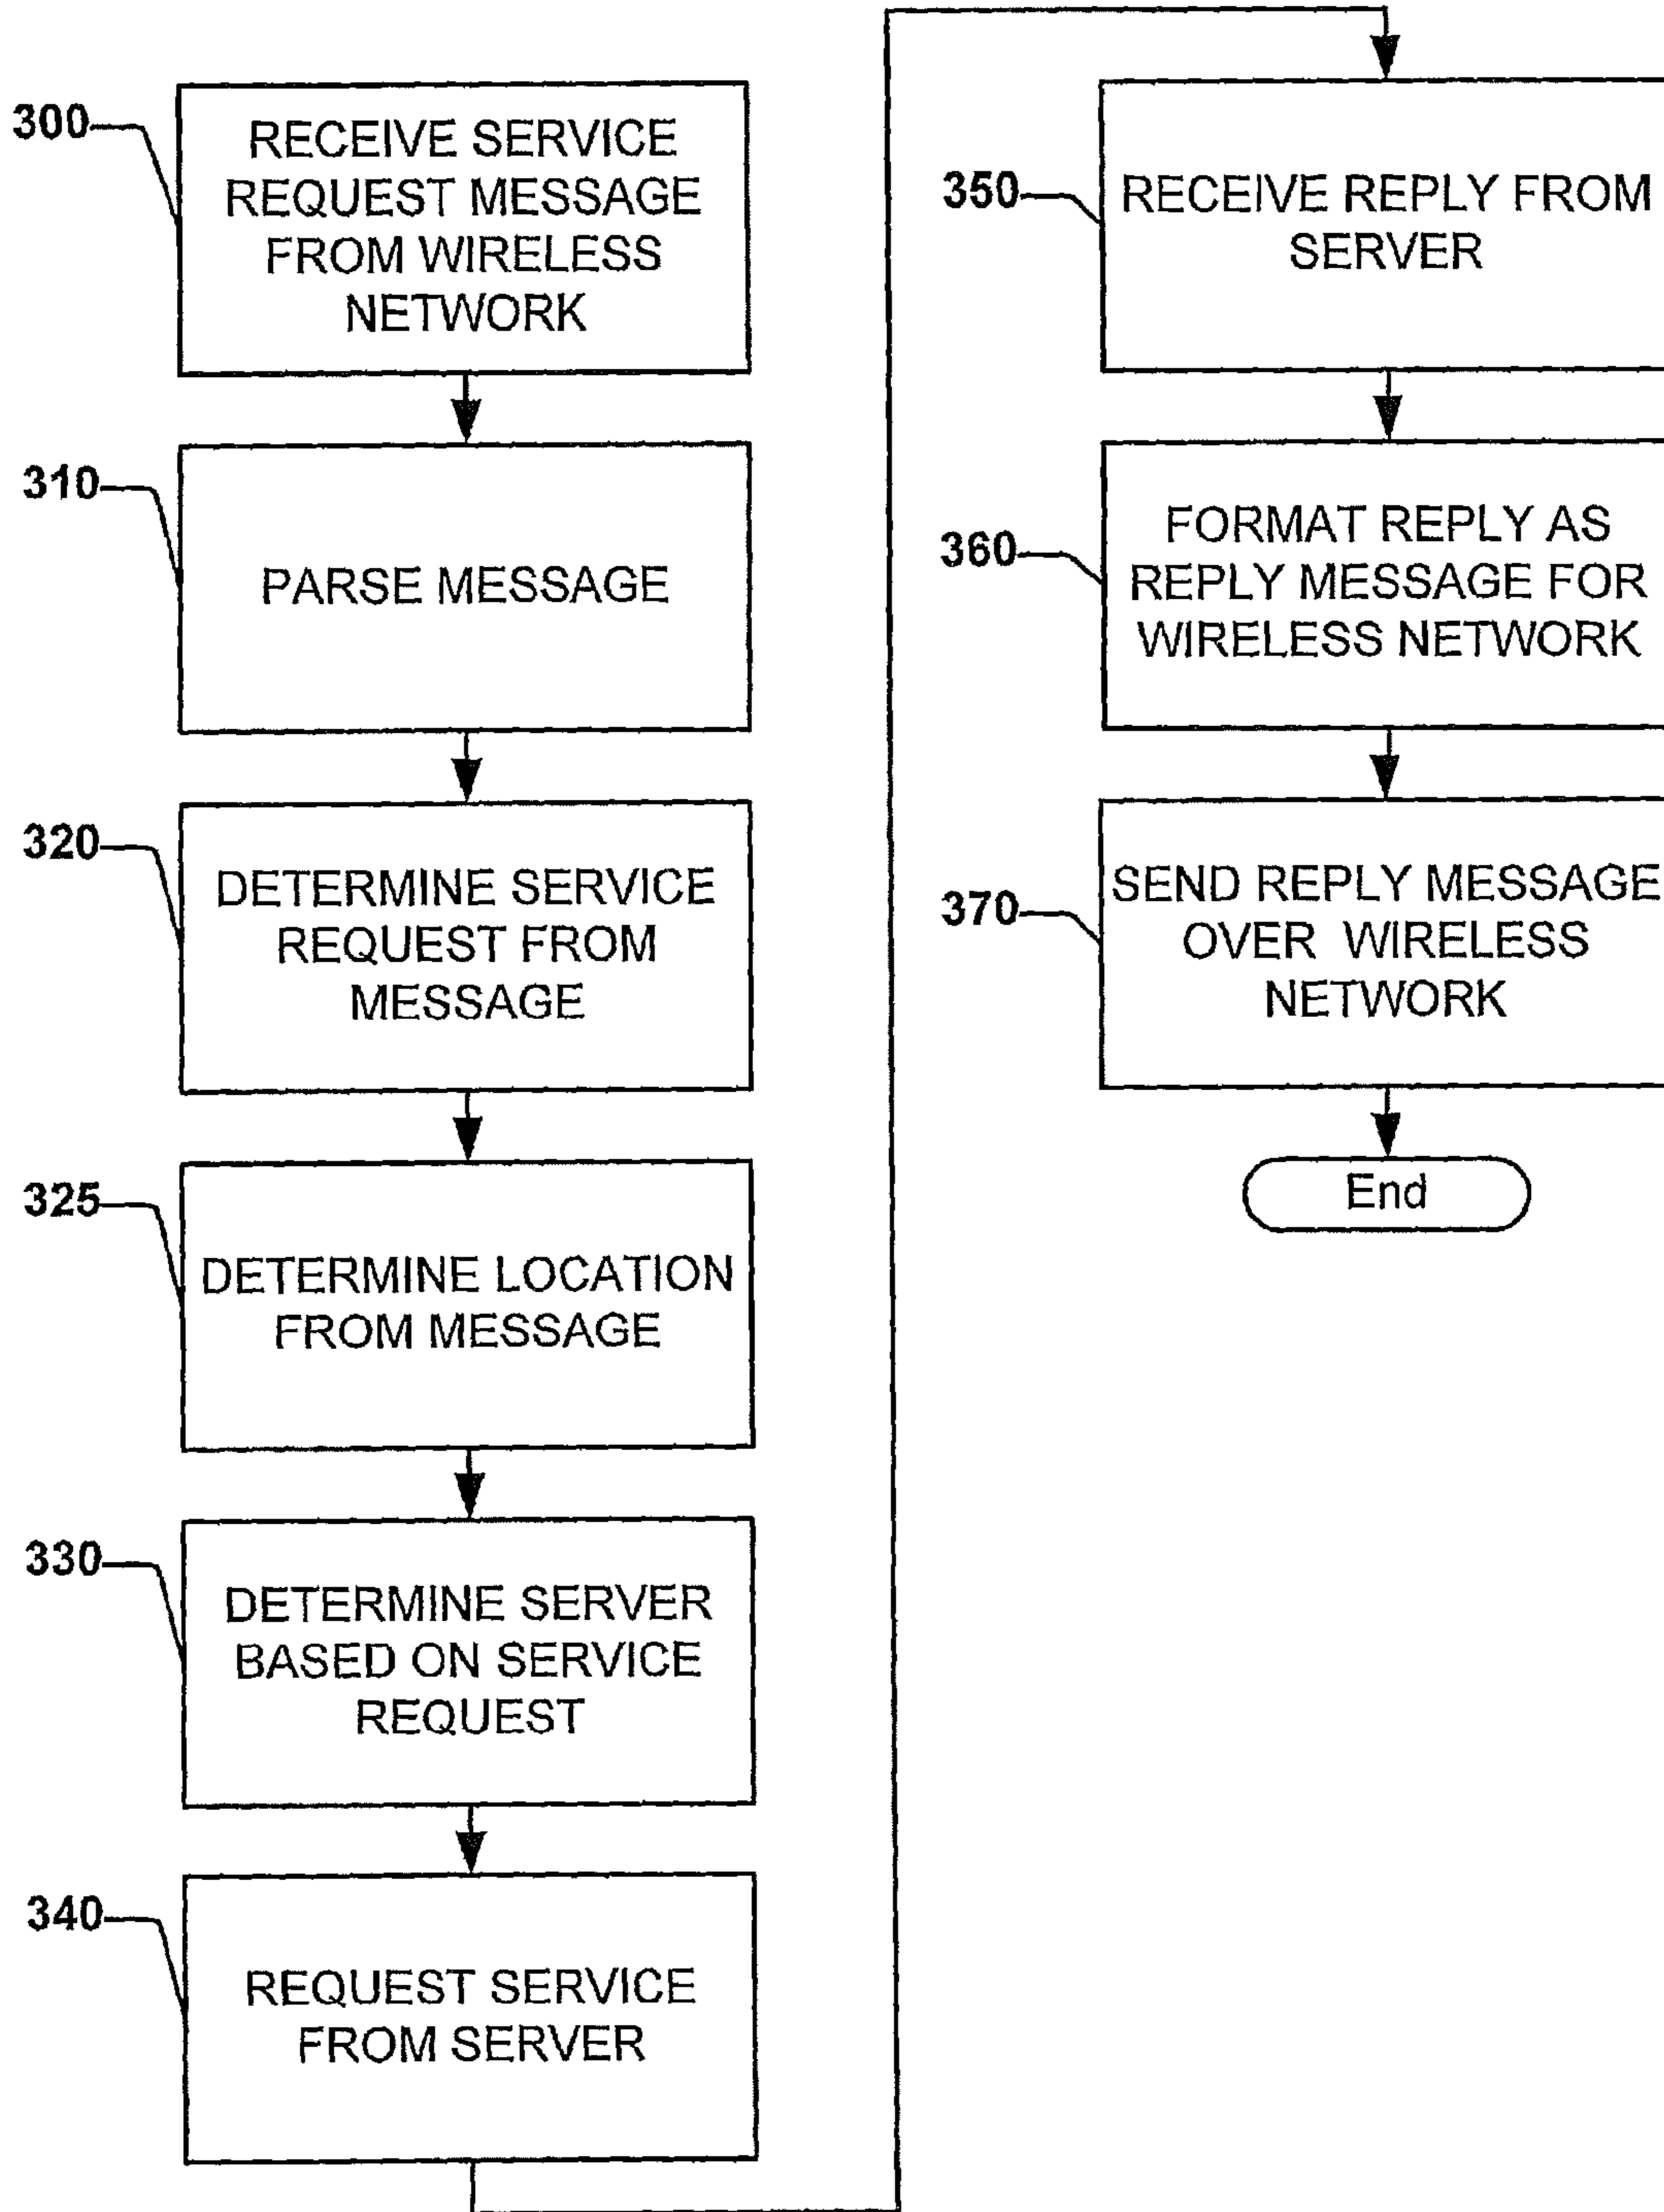 300
RECEIVE SERVICE
REQUEST MESSAGE
FROM WIRELESS
NETWORK
310
PARSE MESSAGE
320
DETERMINE SERVICE
REQUEST FROM
MESSAGE
325
DETERMINE LOCATION
FROM MESSAGE
330
DETERMINE SERVER
BASED ON SERVICE
REQUEST
340
REQUEST SERVICE
FROM SERVER
350
RECEIVE REPLY FROM
SERVER
360
FORMAT REPLY AS
REPLY MESSAGE FOR
WIRELESS NETWORK
370
SEND REPLY MESSAGE
OVER WIRELESS
NETWORK
End